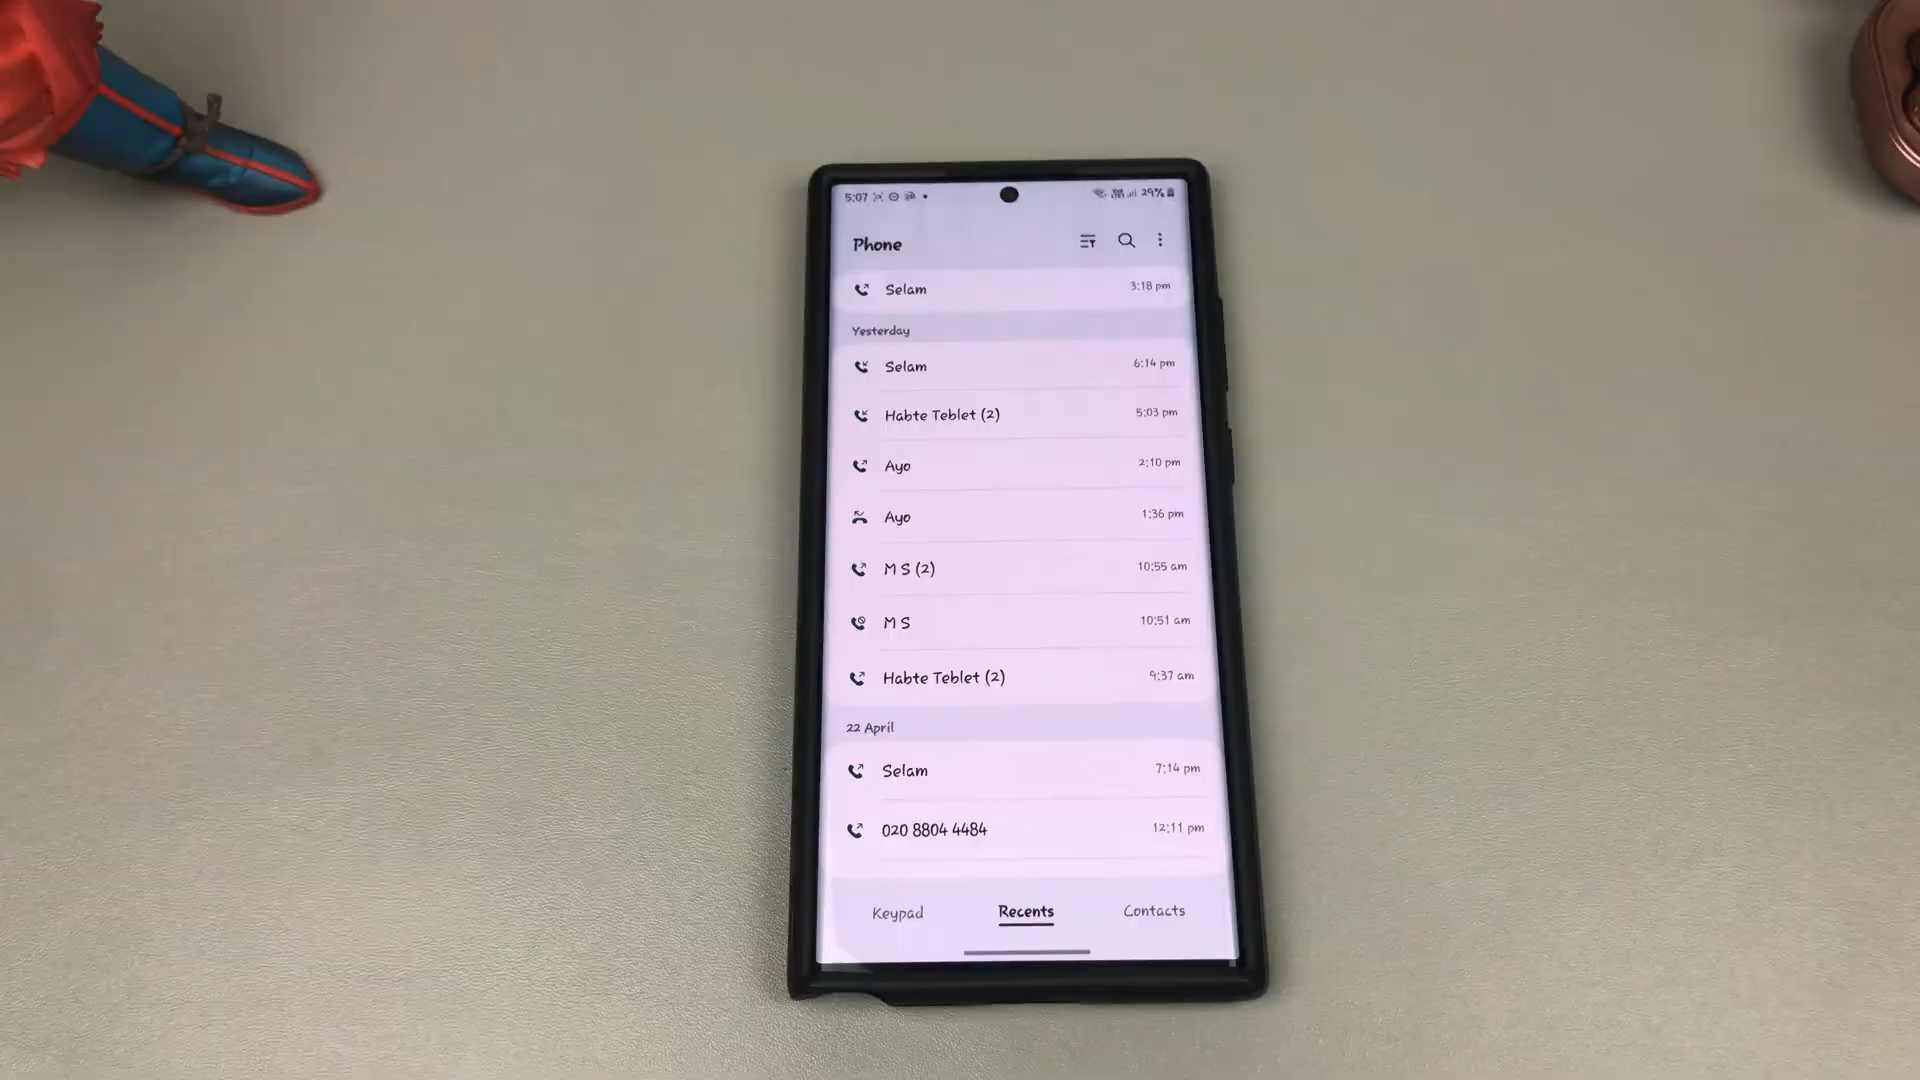 5:07 29%
Phone
Selam 3:18 pm
Yesterday
Selam 6:14 pm
Habte Teblet (2) 5:03 pm
Ayo 2:10 pm
Ayo 1:36 pm
M S (2) 10:55 am
M S 10:51 am
Habte Teblet (2) 9:37 am
22 April
Selam 7:14 pm
020 8804 4484 12:11 pm
Keypad Recents Contacts